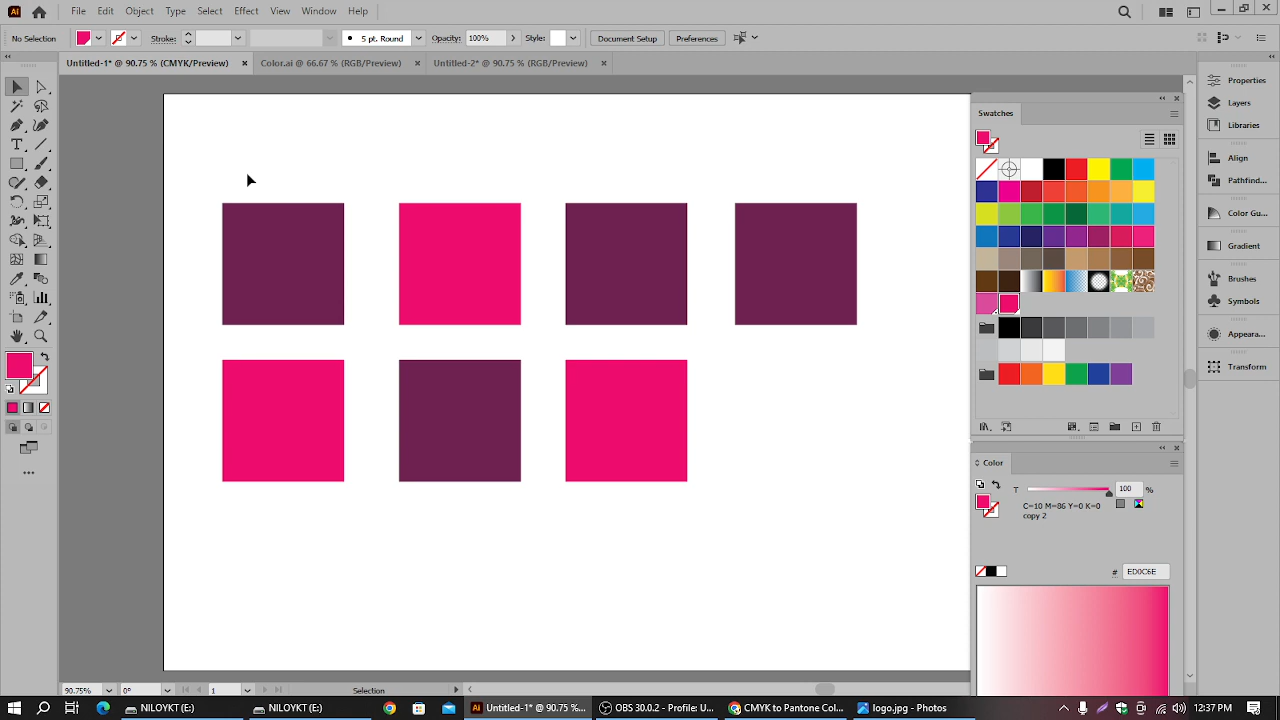 Ai File Edit Object Type Select Effect View Window Help
No Selection Stroke: 5 pt. Round Opacity: 100% Style: Document Setup Preferences
Untitled-1* @ 90.75 % (CMYK/Preview) × Color.ai @ 66.67 % (RGB/Preview) × Untitled-2* @ 90.75 % (RGB/Preview) ×
Properties
Layers
Libraries
Align
Pathfind...
Color Gu...
Gradient
Brushes
Symbols
Appeara...
Transform
Swatches
Color
T 100 %
C=10 M=86 Y=0 K=0
copy 2
# ED0C6E
90.75% 0° 1 Selection
NILOYKT (E:) NILOYKT (E:) Ai Untitled-1* @ 90.75 %... OBS 30.0.2 - Profile: U... CMYK to Pantone Col... logo.jpg - Photos 12:37 PM